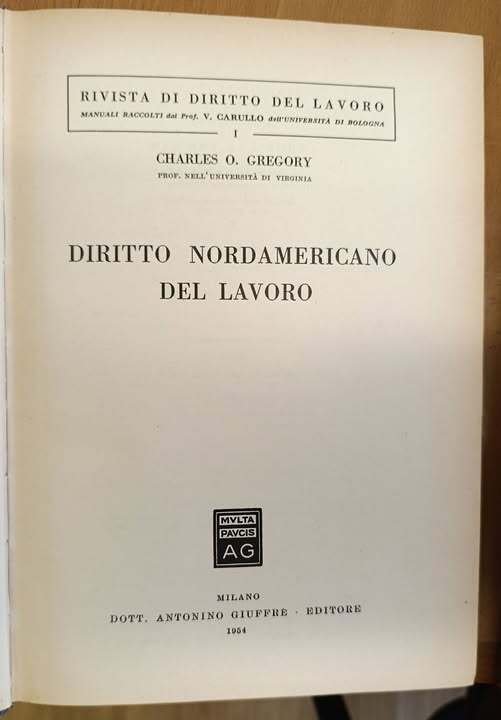 RIVISTA DI DIRITTO DEL LAVORO
MANUALI RACCOLTI dal Prof. V. CARULLO dell'UNIVERSITÀ DI BOLOGNA
I
CHARLES O. GREGORY
PROF. NELL'UNIVERSITÀ DI VIRGINIA
DIRITTO NORDAMERICANO
DEL LAVORO
MVLTA
PAVCIS
AG
MILANO
DOTT. ANTONINO GIUFFRÈ - EDITORE
1954